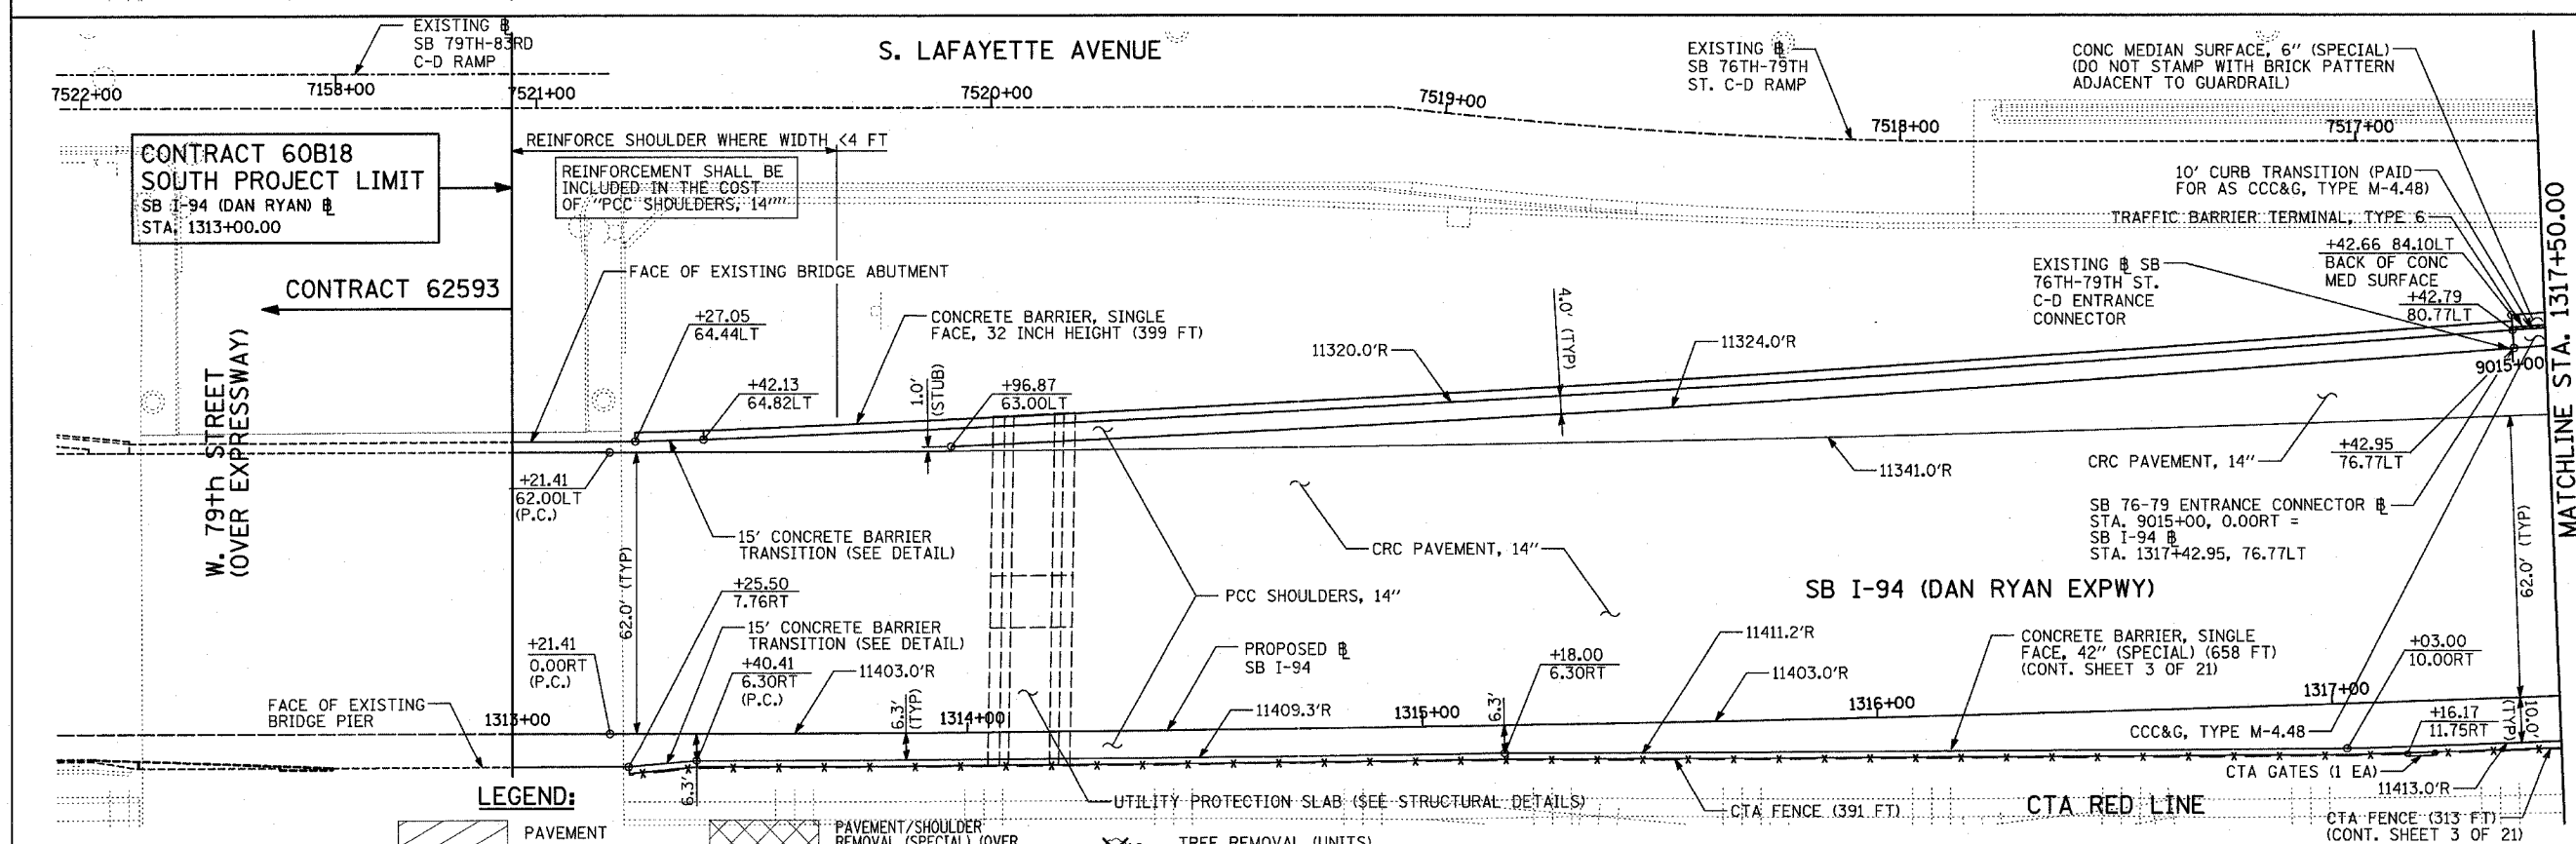 EXISTING ℄
SB 79TH-83RD
C-D RAMP
S. LAFAYETTE AVENUE
EXISTING ℄
SB 76TH-79TH
ST. C-D RAMP
CONC MEDIAN SURFACE, 6" (SPECIAL)
(DO NOT STAMP WITH BRICK PATTERN
ADJACENT TO GUARDRAIL)
7522+00
7158+00
7521+00
7520+00
7519+00
7518+00
7517+00
CONTRACT 60B18
SOUTH PROJECT LIMIT
SB I-94 (DAN RYAN) ℄
STA. 1313+00.00
REINFORCE SHOULDER WHERE WIDTH <4 FT
REINFORCEMENT SHALL BE
INCLUDED IN THE COST
OF "PCC SHOULDERS, 14""
10' CURB TRANSITION (PAID
FOR AS CCC&G, TYPE M-4.48)
TRAFFIC BARRIER TERMINAL, TYPE 6
+42.66 84.10LT
BACK OF CONC
MED SURFACE
+42.79
80.77LT
MATCHLINE STA. 1317+50.00
CONTRACT 62593
FACE OF EXISTING BRIDGE ABUTMENT
EXISTING ℄ SB
76TH-79TH ST.
C-D ENTRANCE
CONNECTOR
+27.05
64.44LT
CONCRETE BARRIER, SINGLE
FACE, 32 INCH HEIGHT (399 FT)
4.0' (TYP)
11320.0'R
11324.0'R
9015+00
+42.13
64.82LT
1.0'
(STUB)
+96.87
63.00LT
W. 79th STREET
(OVER EXPRESSWAY)
+21.41
62.00LT
(P.C.)
11341.0'R
CRC PAVEMENT, 14"
+42.95
76.77LT
15' CONCRETE BARRIER
TRANSITION (SEE DETAIL)
CRC PAVEMENT, 14"
SB 76-79 ENTRANCE CONNECTOR ℄
STA. 9015+00, 0.00RT =
SB I-94 ℄
STA. 1317+42.95, 76.77LT
62.0' (TYP)
62.0' (TYP)
+25.50
7.76RT
PCC SHOULDERS, 14"
SB I-94 (DAN RYAN EXPWY)
15' CONCRETE BARRIER
TRANSITION (SEE DETAIL)
+21.41
0.00RT
(P.C.)
+40.41
6.30RT
(P.C.)
11403.0'R
PROPOSED ℄
SB I-94
11411.2'R
+18.00
6.30RT
11403.0'R
CONCRETE BARRIER, SINGLE
FACE, 42" (SPECIAL) (658 FT)
(CONT. SHEET 3 OF 21)
+03.00
10.00RT
FACE OF EXISTING
BRIDGE PIER
1313+00
6.3'
(TYP)
1314+00
11409.3'R
1315+00
6.3'
1316+00
1317+00
CCC&G, TYPE M-4.48
+16.17
11.75RT
10.0'
(TYP)
6.3'
CTA GATES (1 EA)
11413.0'R
LEGEND:
UTILITY PROTECTION SLAB (SEE STRUCTURAL DETAILS)
CTA FENCE (391 FT)
CTA RED LINE
CTA FENCE (313 FT)
(CONT. SHEET 3 OF 21)
PAVEMENT
PAVEMENT/SHOULDER
REMOVAL (SPECIAL) (OVER
TREE REMOVAL (UNITS)